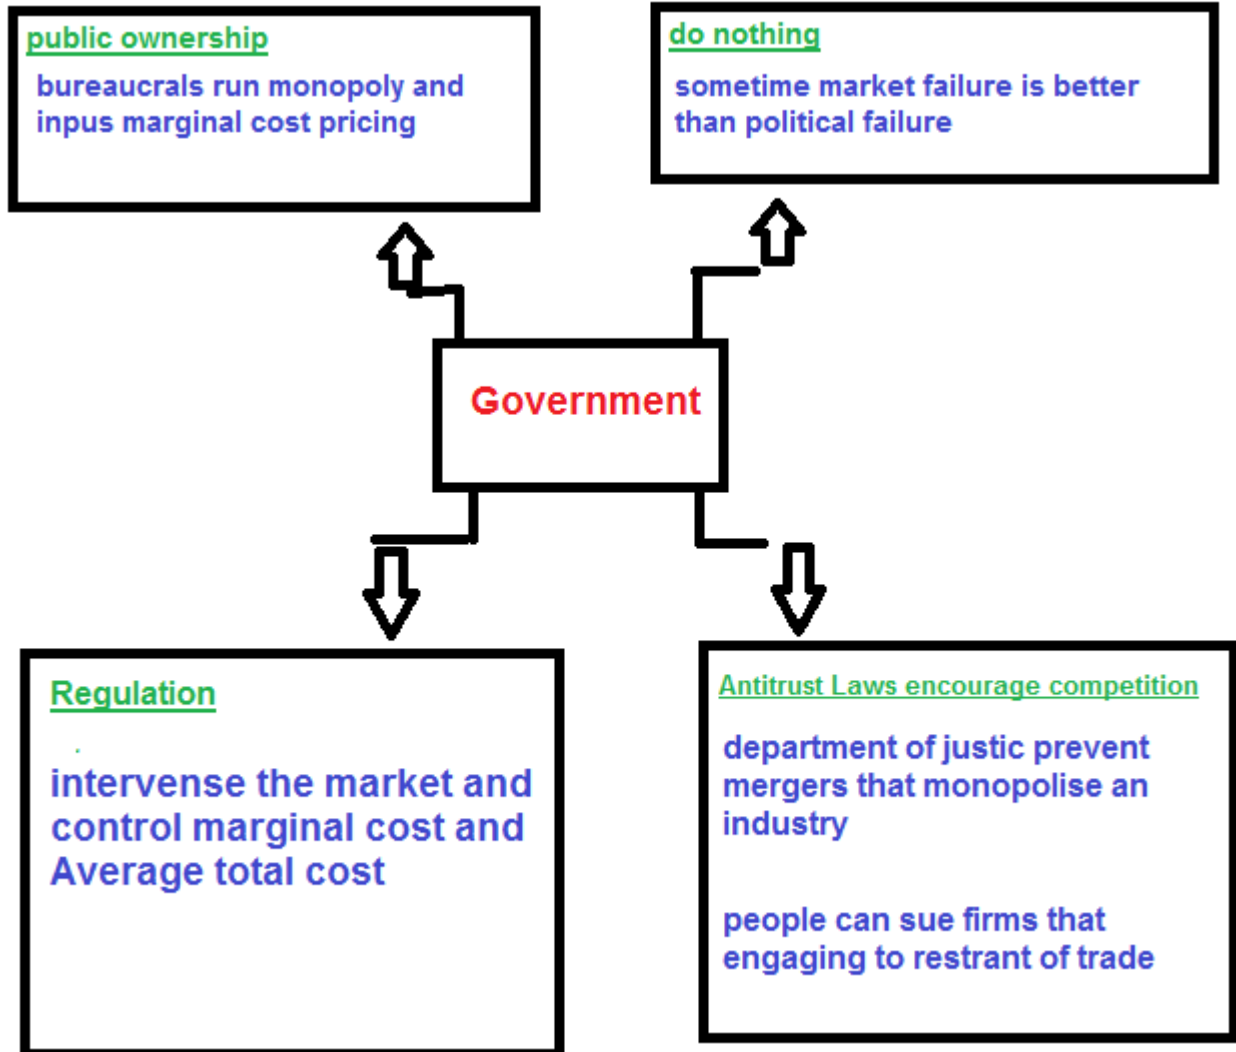 public ownership
bureaucrals run monopoly and
inpus marginal cost pricing
do nothing
sometime market failure is better
than political failure
Government
Regulation
intervense the market and
control marginal cost and
Average total cost
Antitrust Laws encourage competition
department of justic prevent
mergers that monopolise an
industry
people can sue firms that
engaging to restrant of trade